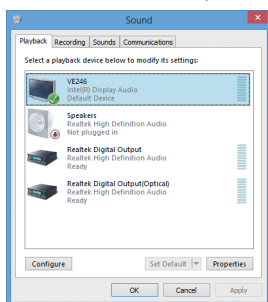 Sound
Playback Recording Sounds Communications
Select a playback device below to modify its settings:
VE246
Intel(R) Display Audio
Default Device
Speakers
Realtek High Definition Audio
Not plugged in
Realtek Digital Output
Realtek High Definition Audio
Ready
Realtek Digital Output(Optical)
Realtek High Definition Audio
Ready
Configure Set Default Properties
OK Cancel Apply